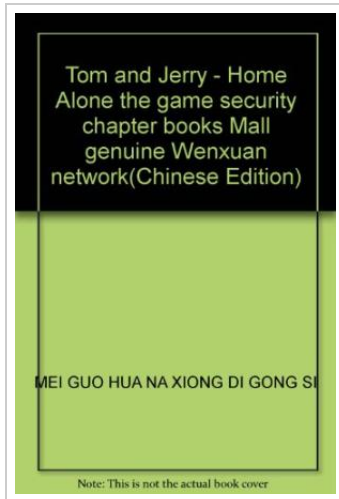 Tom and Jerry - Home
Alone the game security
chapter books Mall
genuine Wenxuan
network(Chinese Edition)
MEI GUO HUA NA XIONG DI GONG SI
Note: This is not the actual book cover